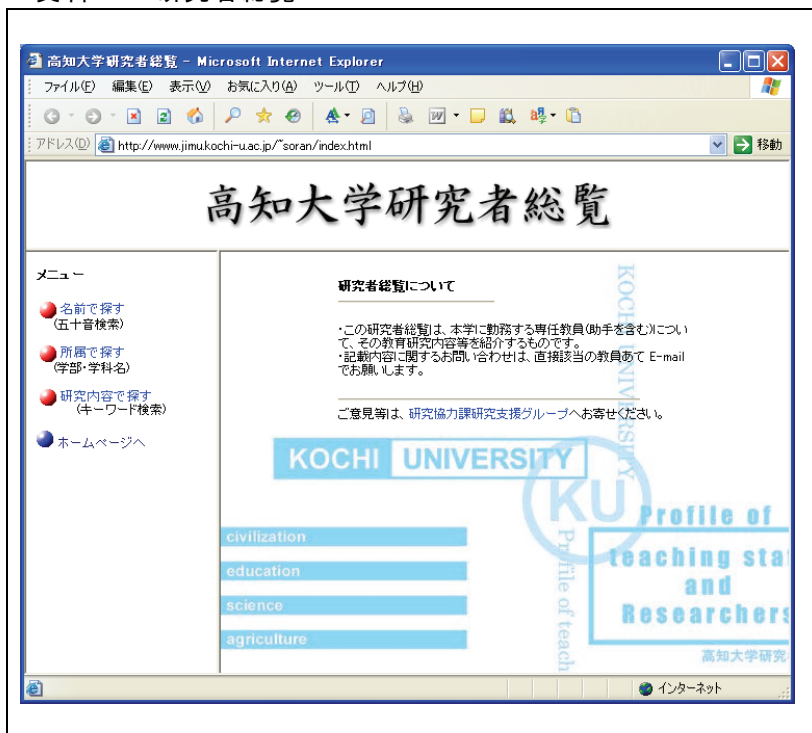 高知大学研究者総覧 - Microsoft Internet Explorer
ファイル(F) 編集(E) 表示(V) お気に入り(A) ツール(T) ヘルプ(H)
アドレス(D) http://www.jimu.kochi-u.ac.jp/~soran/index.html 移動
高知大学研究者総覧
メニュー
名前で探す
(五十音検索)
所属で探す
(学部・学科名)
研究内容で探す
(キーワード検索)
ホームページへ
研究者総覧について
・この研究者総覧は、本学に勤務する専任教員(助手を含む)につい
て、その教育研究内容等を紹介するものです。
・記載内容に関するお問い合わせは、直接該当の教員あて E-mail
でお願いします。
ご意見等は、研究協力課研究支援グループへお寄せください。
KOCHI UNIVERSITY
KOCHI UNIVERSITY
KU
civilization
education
science
agriculture
Profile of teach
Profile of
teaching sta
and
Researchers
高知大学研究
インターネット